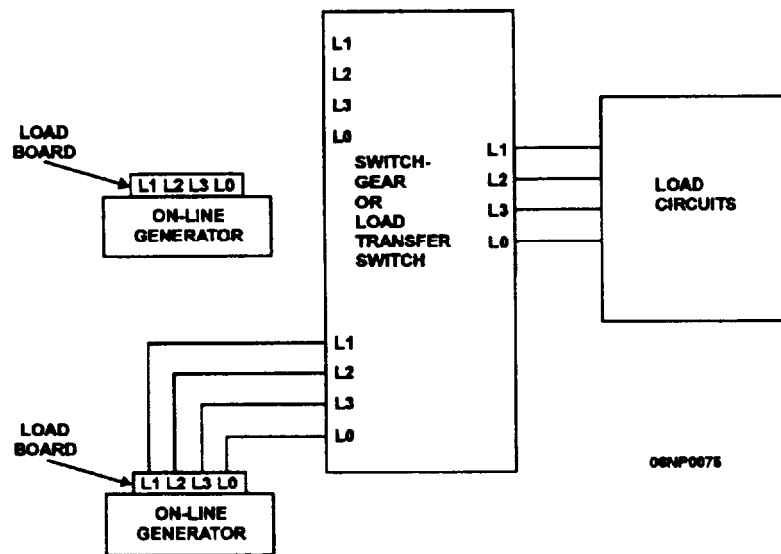 L1
L2
L3
L0
SWITCH-
GEAR
OR
LOAD
TRANSFER
SWITCH
L1
L2
L3
L0
LOAD
CIRCUITS
LOAD
BOARD
L1 L2 L3 L0
ON-LINE
GENERATOR
L1
L2
L3
L0
LOAD
BOARD
L1 L2 L3 L0
ON-LINE
GENERATOR
06NP0075